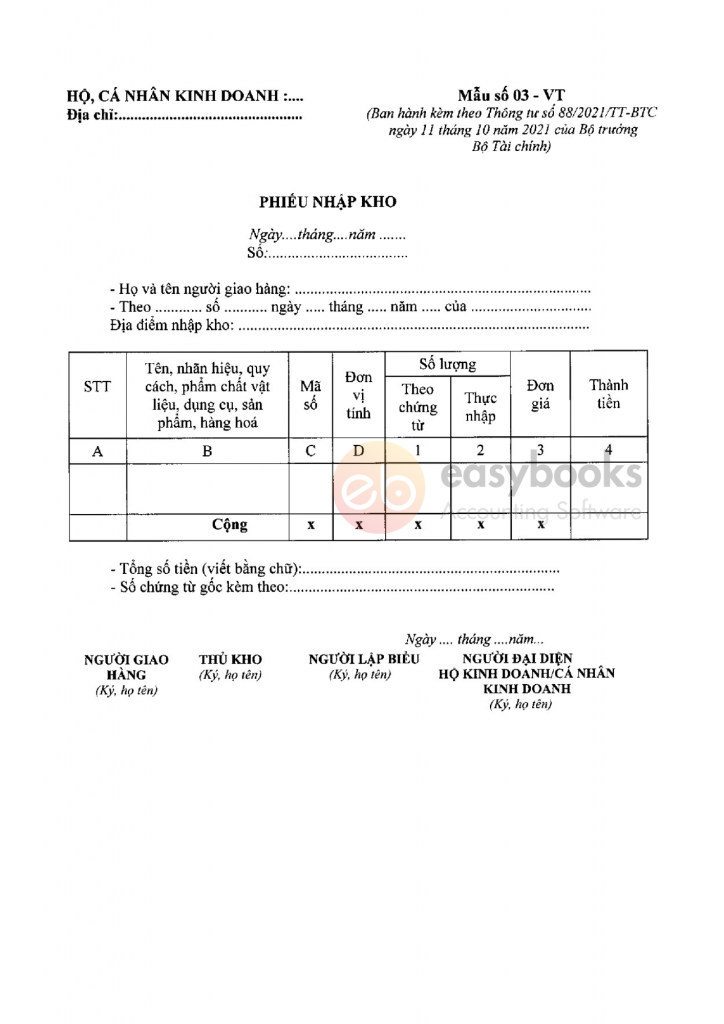 HỘ, CÁ NHÂN KINH DOANH :....
Địa chỉ:...............................................
Mẫu số 03 - VT
(Ban hành kèm theo Thông tư số 88/2021/TT-BTC
ngày 11 tháng 10 năm 2021 của Bộ trưởng
Bộ Tài chính)
PHIẾU NHẬP KHO
Ngày....tháng....năm .......
Số:....................................
- Họ và tên người giao hàng: ............................................................................
- Theo ............ số ........... ngày ..... tháng ..... năm ..... của ...............................
Địa điểm nhập kho: ..........................................................................................
STT
Tên, nhãn hiệu, quy
cách, phẩm chất vật
liệu, dụng cụ, sản
phẩm, hàng hoá
Mã
số
Đơn
vị
tính
Số lượng
Theo
chứng
từ
Thực
nhập
Đơn
giá
Thành
tiền
A B C D 1 2 3 4
eb easybooks
Accounting Software
Cộng x x x x x
- Tổng số tiền (viết bằng chữ):..................................................................
- Số chứng từ gốc kèm theo:....................................................................
Ngày .... tháng ....năm...
NGƯỜI GIAO
HÀNG
(Ký, họ tên)
THỦ KHO
(Ký, họ tên)
NGƯỜI LẬP BIỂU
(Ký, họ tên)
NGƯỜI ĐẠI DIỆN
HỘ KINH DOANH/CÁ NHÂN
KINH DOANH
(Ký, họ tên)